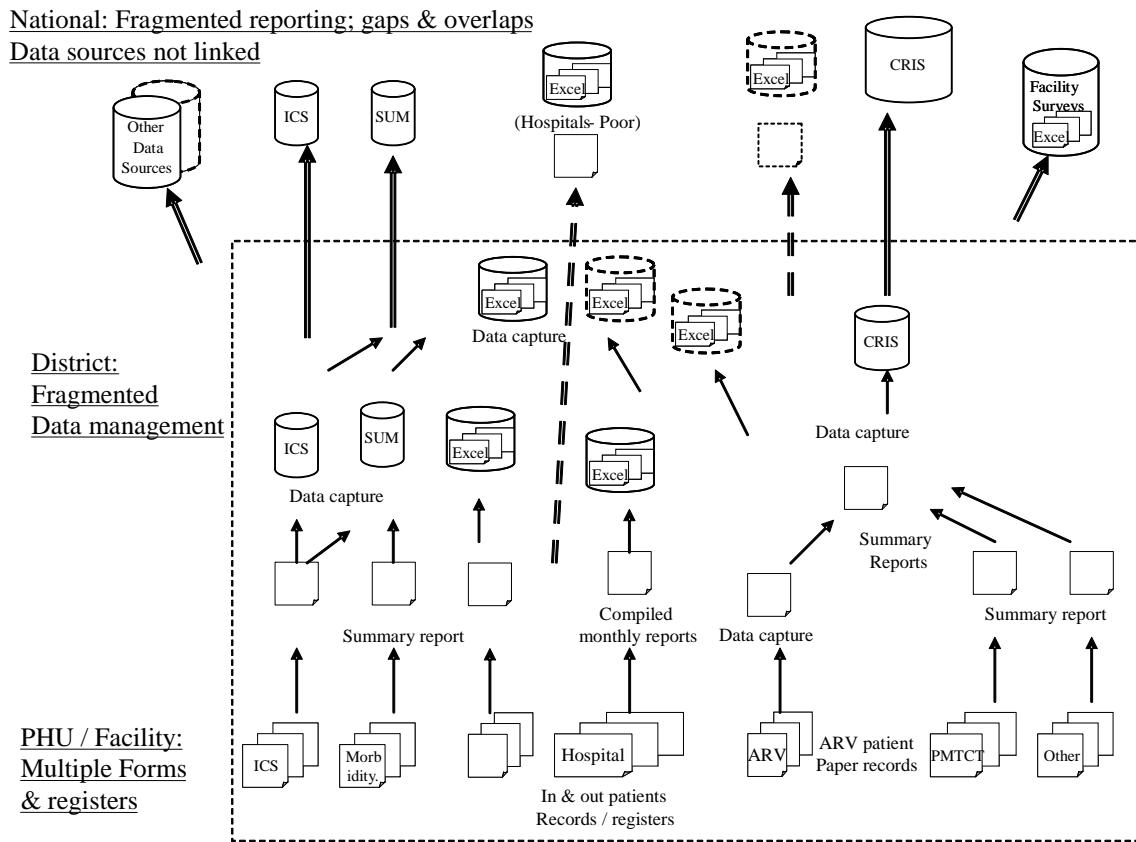 National: Fragmented reporting; gaps & overlaps
Data sources not linked
Other
Data
Sources
ICS
SUM
Excel
(Hospitals- Poor)
Excel
CRIS
Facility
Surveys
Excel
District:
Fragmented
Data management
Excel
Data capture
Excel
Excel
CRIS
Data capture
ICS
SUM
Excel
Data capture
Excel
Summary
Reports
Summary report
Compiled
monthly reports
Data capture
Summary report
PHU / Facility:
Multiple Forms
& registers
ICS
Morb
idity.
Hospital
In & out patients
Records / registers
ARV
ARV patient
Paper records
PMTCT
Other